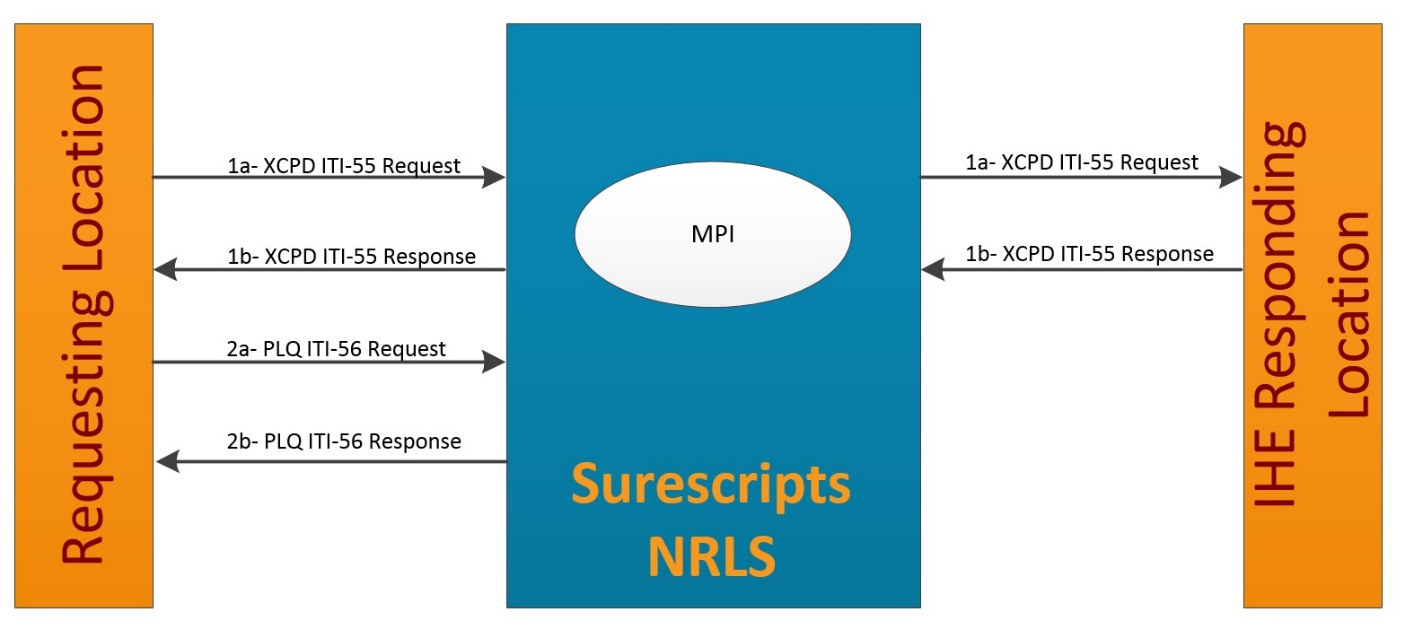 Requesting Location
1a- XCPD ITI-55 Request
1b- XCPD ITI-55 Response
2a- PLQ ITI-56 Request
2b- PLQ ITI-56 Response
MPI
Surescripts
NRLS
1a- XCPD ITI-55 Request
1b- XCPD ITI-55 Response
IHE Responding
Location